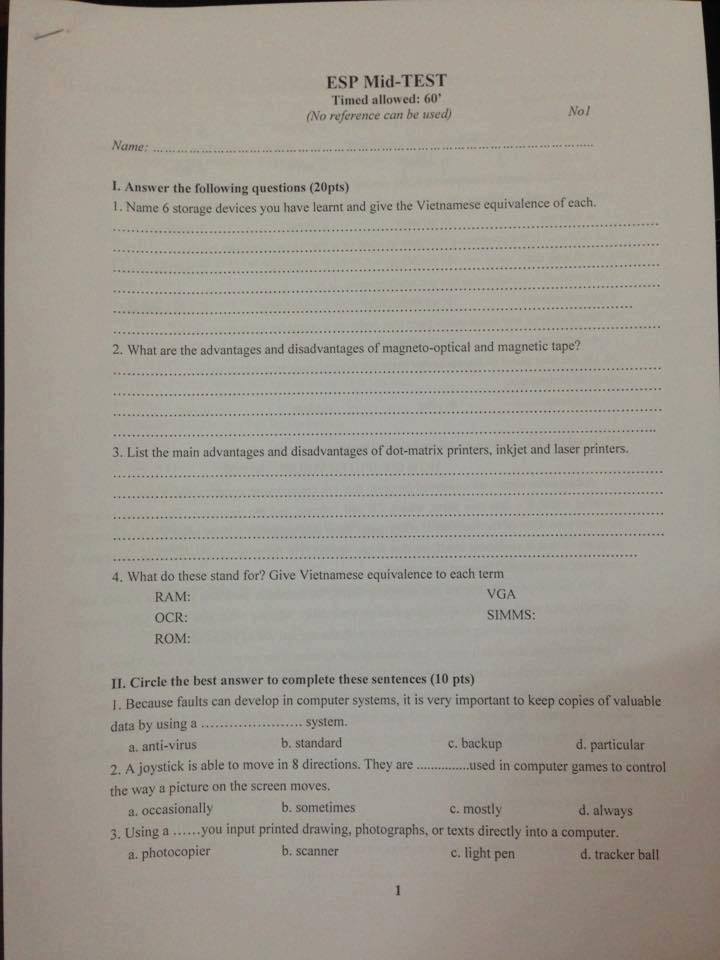 ESP Mid-TEST
Timed allowed: 60'
(No reference can be used)
No1
Name: ........................................................................................................
I. Answer the following questions (20pts)
1. Name 6 storage devices you have learnt and give the Vietnamese equivalence of each.
2. What are the advantages and disadvantages of magneto-optical and magnetic tape?
3. List the main advantages and disadvantages of dot-matrix printers, inkjet and laser printers.
4. What do these stand for? Give Vietnamese equivalence to each term
RAM: VGA
OCR: SIMMS:
ROM:
II. Circle the best answer to complete these sentences (10 pts)
1. Because faults can develop in computer systems, it is very important to keep copies of valuable
data by using a ........................ system.
a. anti-virus b. standard c. backup d. particular
2. A joystick is able to move in 8 directions. They are ...............used in computer games to control
the way a picture on the screen moves.
a. occasionally b. sometimes c. mostly d. always
3. Using a ......you input printed drawing, photographs, or texts directly into a computer.
a. photocopier b. scanner c. light pen d. tracker ball
1